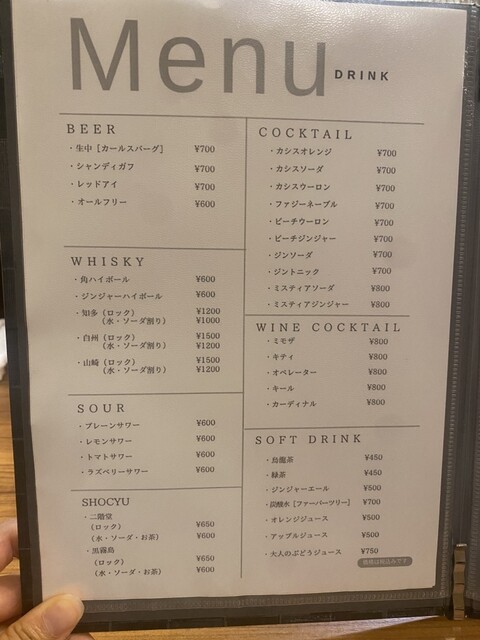 Menu DRINK
BEER
・生中［カールスバーグ］ ¥700
・シャンディガフ ¥700
・レッドアイ ¥700
・オールフリー ¥600
WHISKY
・角ハイボール ¥600
・ジンジャーハイボール ¥600
・知多（ロック） ¥1200
（水・ソーダ割り） ¥1000
・白州（ロック） ¥1500
（水・ソーダ割り） ¥1200
・山崎（ロック） ¥1500
（水・ソーダ割り） ¥1200
SOUR
・プレーンサワー ¥600
・レモンサワー ¥600
・トマトサワー ¥600
・ラズベリーサワー ¥600
SHOCYU
・二階堂
（ロック） ¥650
（水・ソーダ・お茶） ¥600
・黒霧島
（ロック） ¥650
（水・ソーダ・お茶） ¥600
COCKTAIL
・カシスオレンジ ¥700
・カシスソーダ ¥700
・カシスウーロン ¥700
・ファジーネーブル ¥700
・ピーチウーロン ¥700
・ピーチジンジャー ¥700
・ジンソーダ ¥700
・ジントニック ¥700
・ミスティアソーダ ¥800
・ミスティアジンジャー ¥800
WINE COCKTAIL
・ミモザ ¥800
・キティ ¥800
・オペレーター ¥800
・キール ¥800
・カーディナル ¥800
SOFT DRINK
・烏龍茶 ¥450
・緑茶 ¥450
・ジンジャーエール ¥500
・炭酸水［ファーバーツリー］ ¥700
・オレンジジュース ¥500
・アップルジュース ¥500
・大人のぶどうジュース ¥750
価格は税込みです